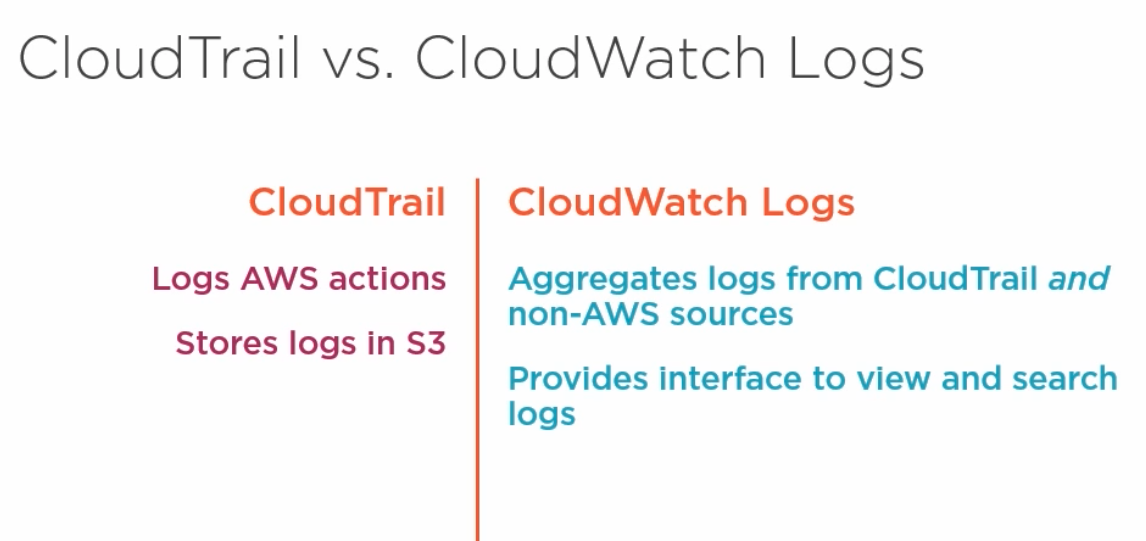 CloudTrail vs. CloudWatch Logs
CloudTrail
Logs AWS actions
Stores logs in S3
CloudWatch Logs
Aggregates logs from CloudTrail and
non-AWS sources
Provides interface to view and search
logs